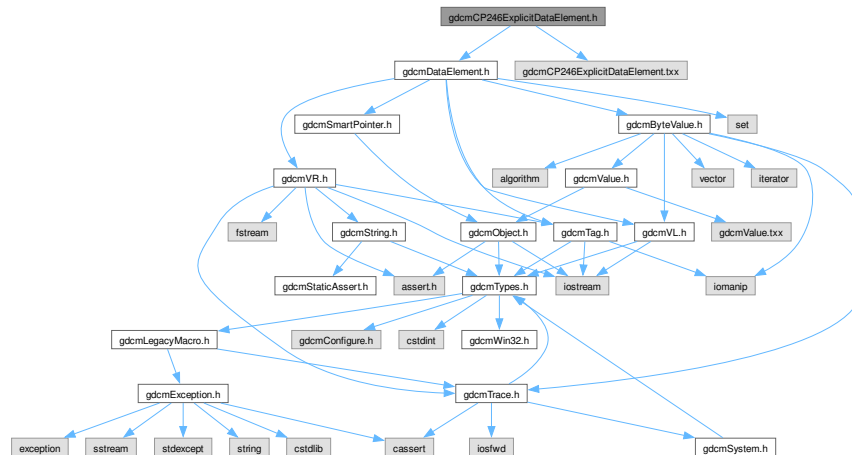 gdcmCP246ExplicitDataElement.h
gdcmDataElement.h
gdcmCP246ExplicitDataElement.txx
gdcmSmartPointer.h
gdcmByteValue.h
set
gdcmVR.h
algorithm
gdcmValue.h
vector
iterator
fstream
gdcmString.h
gdcmObject.h
gdcmTag.h
gdcmVL.h
gdcmValue.txx
gdcmStaticAssert.h
assert.h
gdcmTypes.h
iostream
iomanip
gdcmLegacyMacro.h
gdcmConfigure.h
cstdint
gdcmWin32.h
gdcmException.h
gdcmTrace.h
exception
sstream
stdexcept
string
cstdlib
cassert
iosfwd
gdcmSystem.h